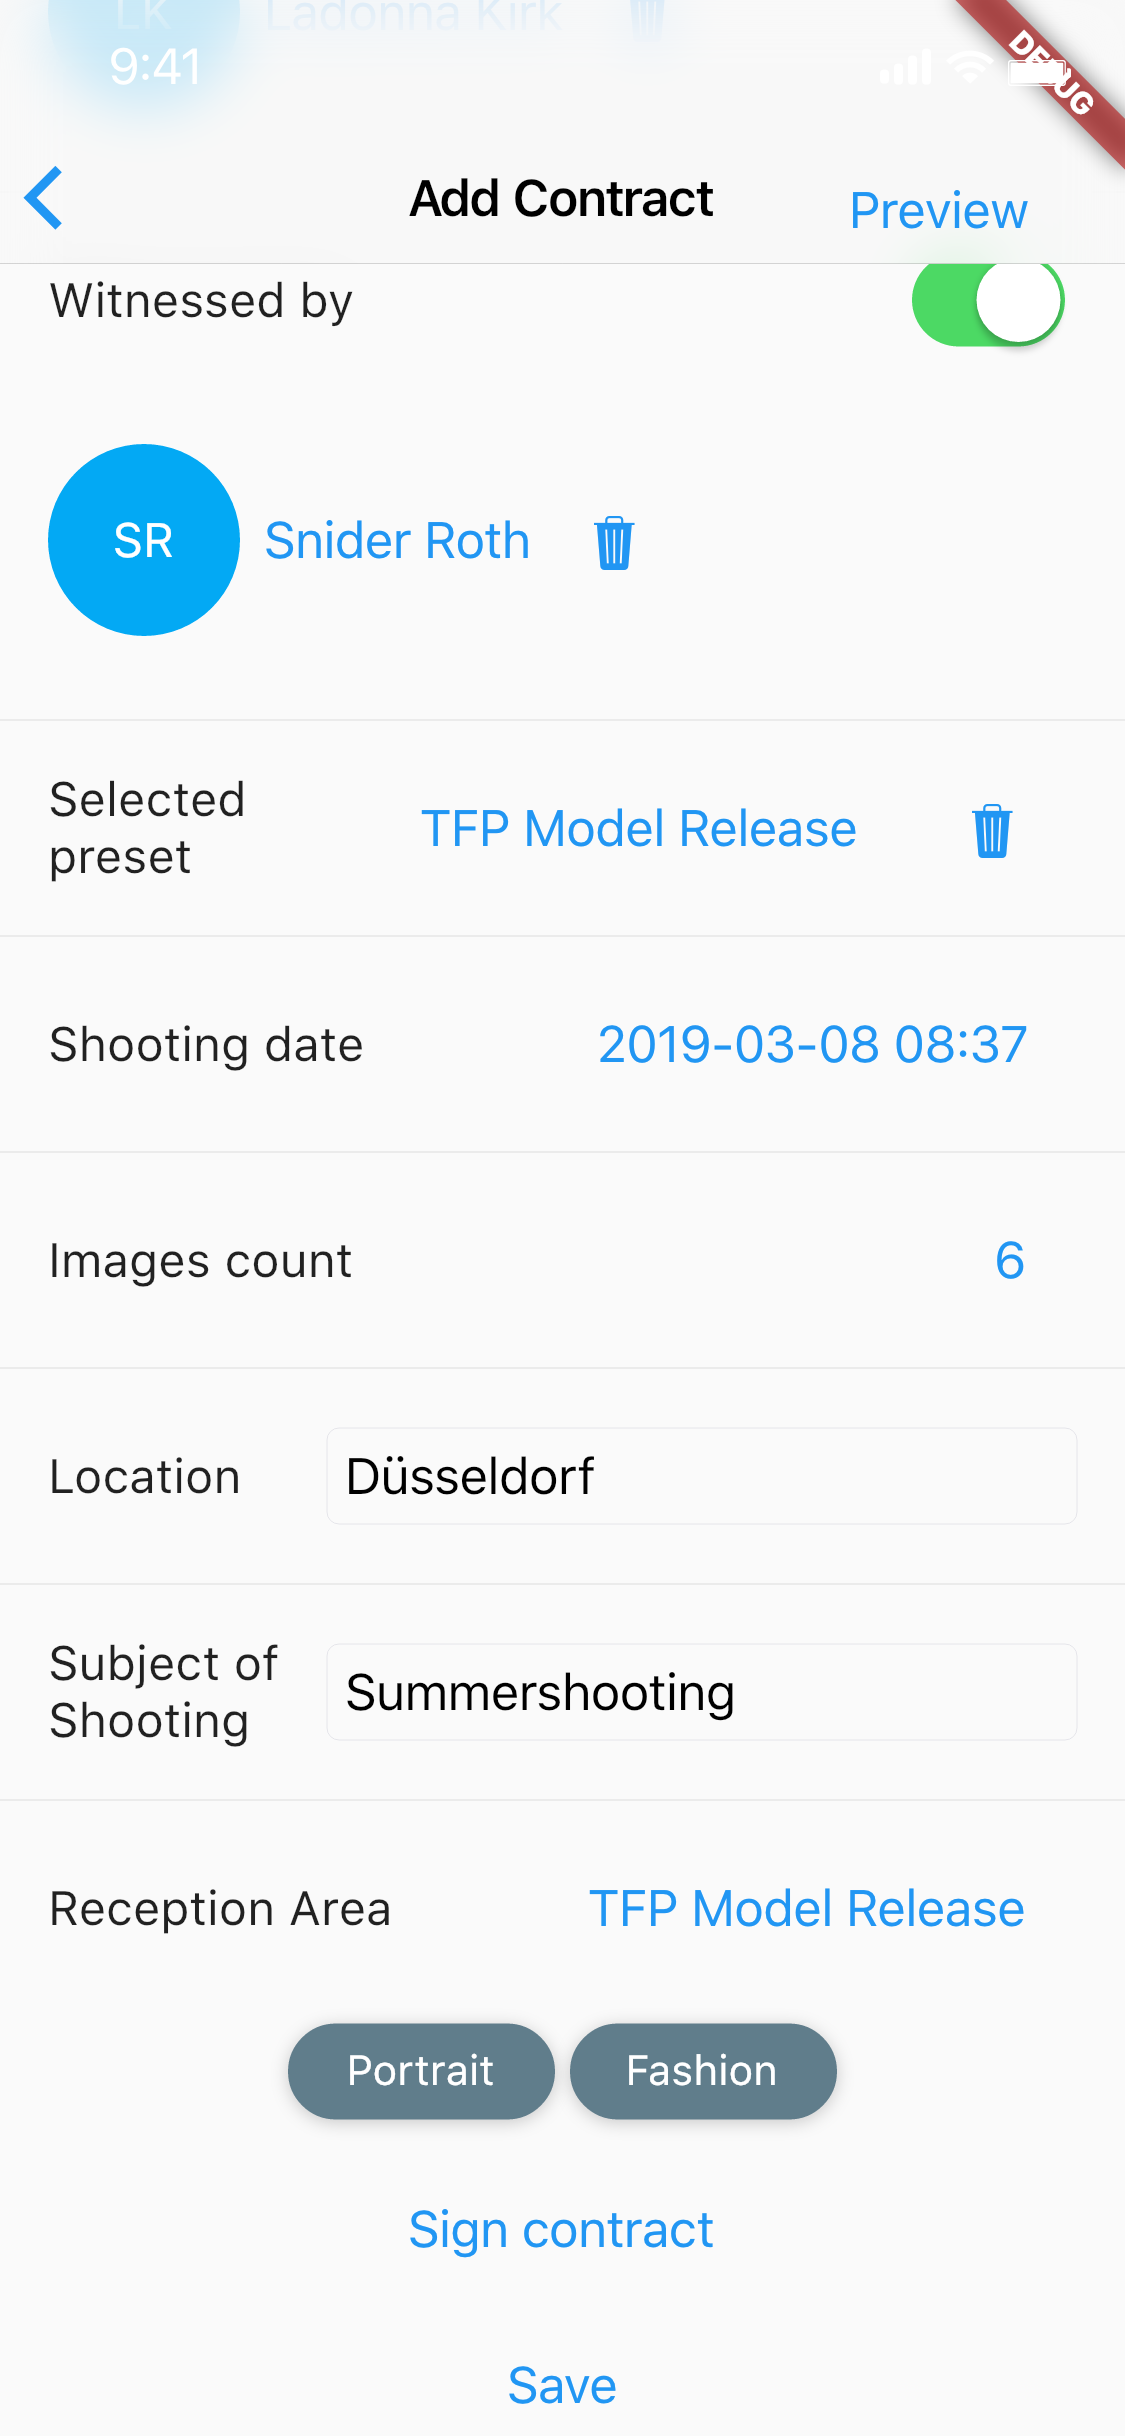 LK Ladonna Kirk
9:41
DEBUG
Add Contract
Preview
Witnessed by
SR Snider Roth
Selected
preset
TFP Model Release
Shooting date 2019-03-08 08:37
Images count 6
Location Düsseldorf
Subject of
Shooting
Summershooting
Reception Area TFP Model Release
Portrait Fashion
Sign contract
Save